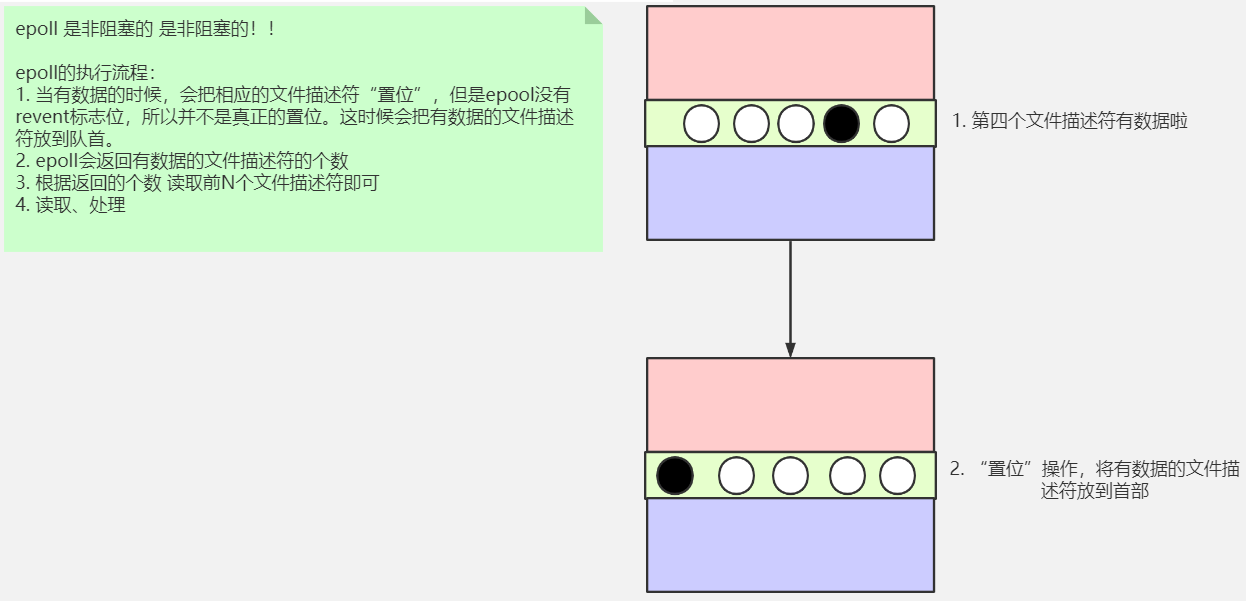 epoll 是非阻塞的 是非阻塞的！！
epoll的执行流程：
1. 当有数据的时候，会把相应的文件描述符“置位”，但是epool没有
revent标志位，所以并不是真正的置位。这时候会把有数据的文件描述
符放到队首。
2. epoll会返回有数据的文件描述符的个数
3. 根据返回的个数 读取前N个文件描述符即可
4. 读取、处理
1. 第四个文件描述符有数据啦
2. “置位”操作，将有数据的文件描
述符放到首部